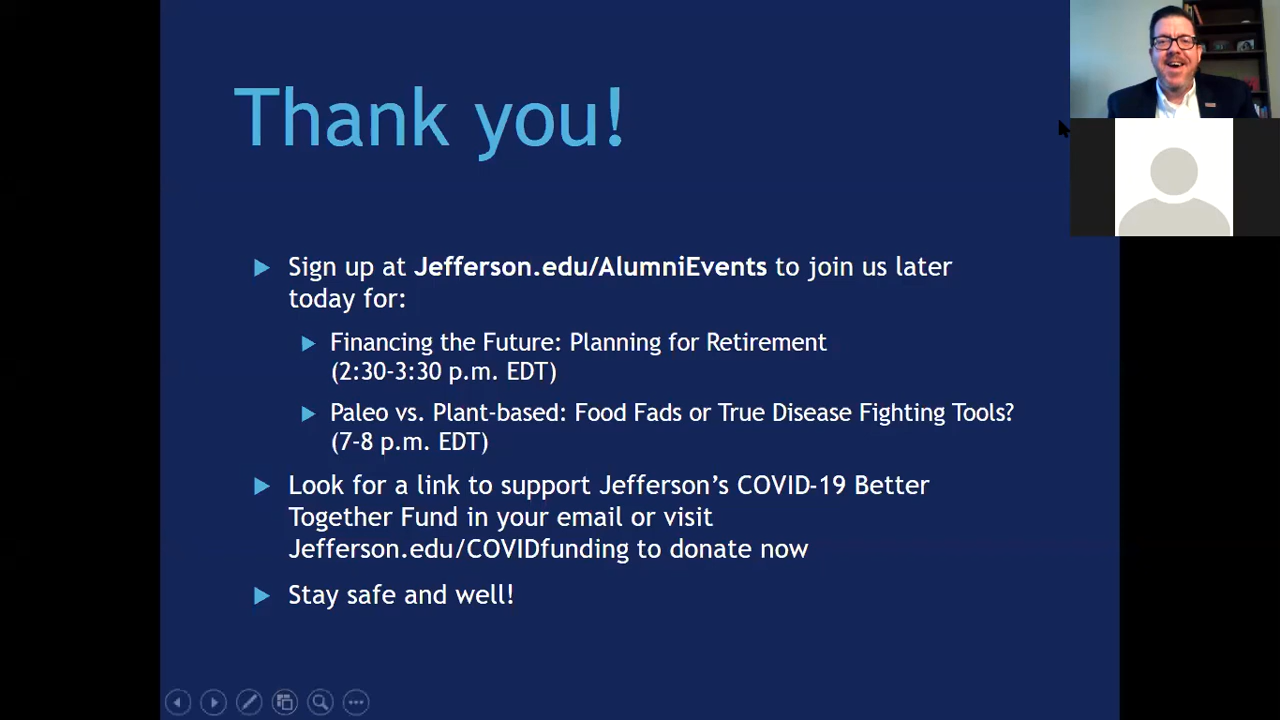 Thank you!
Sign up at Jefferson.edu/AlumniEvents to join us later
today for:
Financing the Future: Planning for Retirement
(2:30-3:30 p.m. EDT)
Paleo vs. Plant-based: Food Fads or True Disease Fighting Tools?
(7-8 p.m. EDT)
Look for a link to support Jefferson’s COVID-19 Better
Together Fund in your email or visit
Jefferson.edu/COVIDfunding to donate now
Stay safe and well!